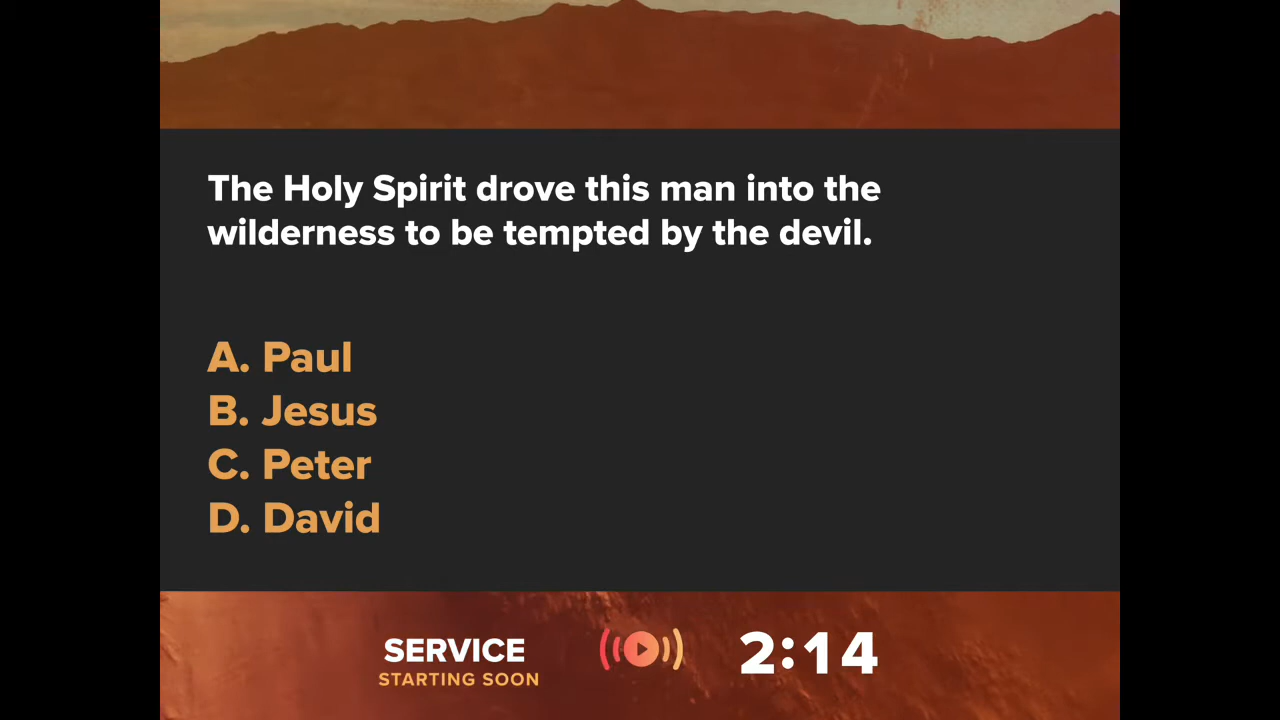 The Holy Spirit drove this man into the
wilderness to be tempted by the devil.
A. Paul
B. Jesus
C. Peter
D. David
SERVICE
STARTING SOON
2:14